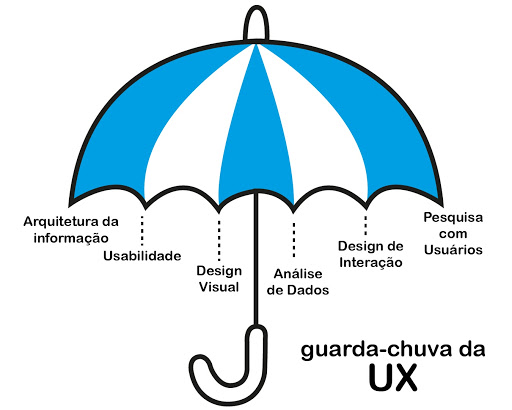 Arquitetura da
informação
Usabilidade
Design
Visual
Análise
de Dados
Design de
Interação
Pesquisa
com
Usuários
guarda-chuva da
UX